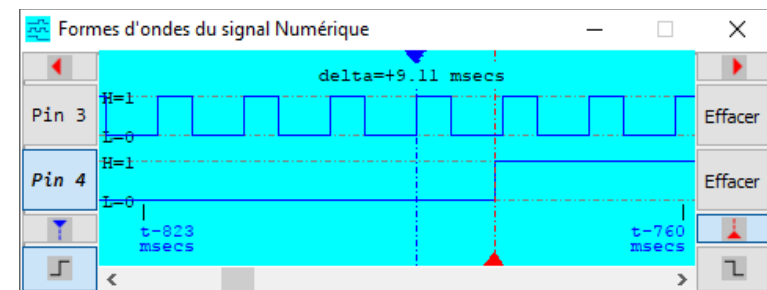 Formes d'ondes du signal Numérique
delta=+9.11 msecs
Pin 3
H=1
L=0
Effacer
Pin 4
H=1
L=0
Effacer
t-823
msecs
t-760
msecs